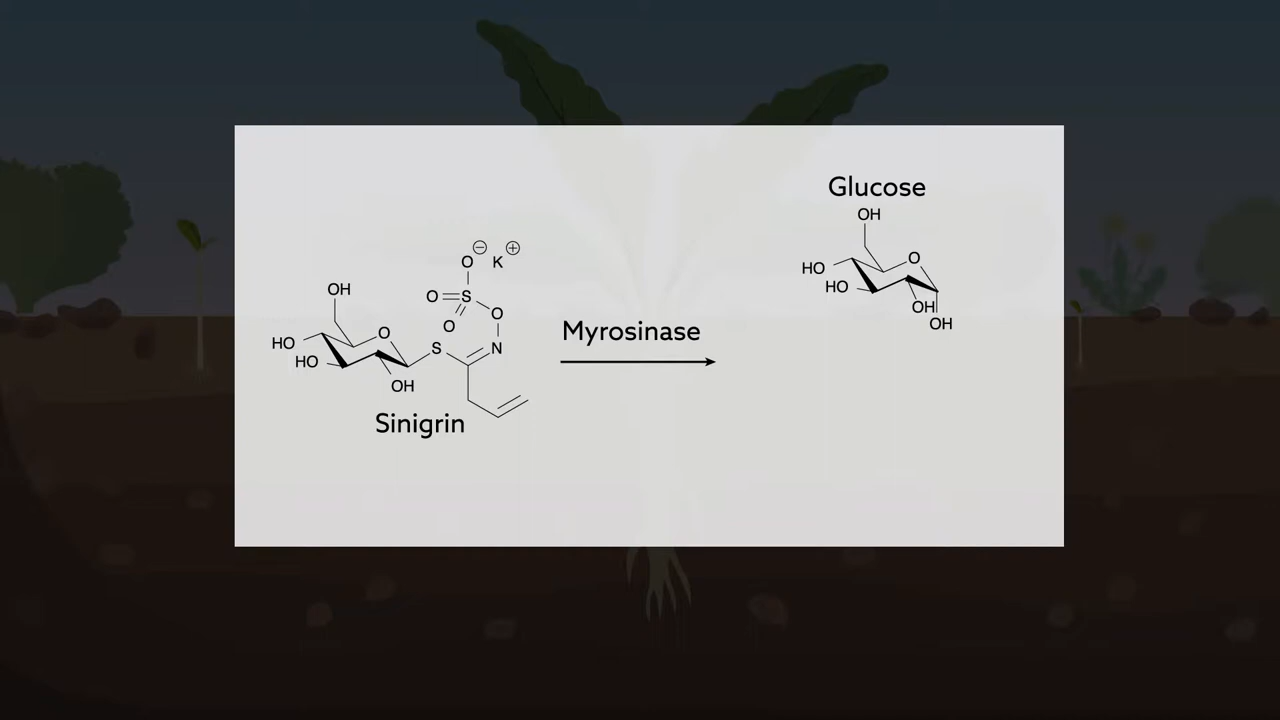 Glucose
OH
O
HO
HO
OH
OH
O⊖ K⊕
O=S
O
O
OH
O
HO
HO
OH
S
N
Myrosinase
Sinigrin